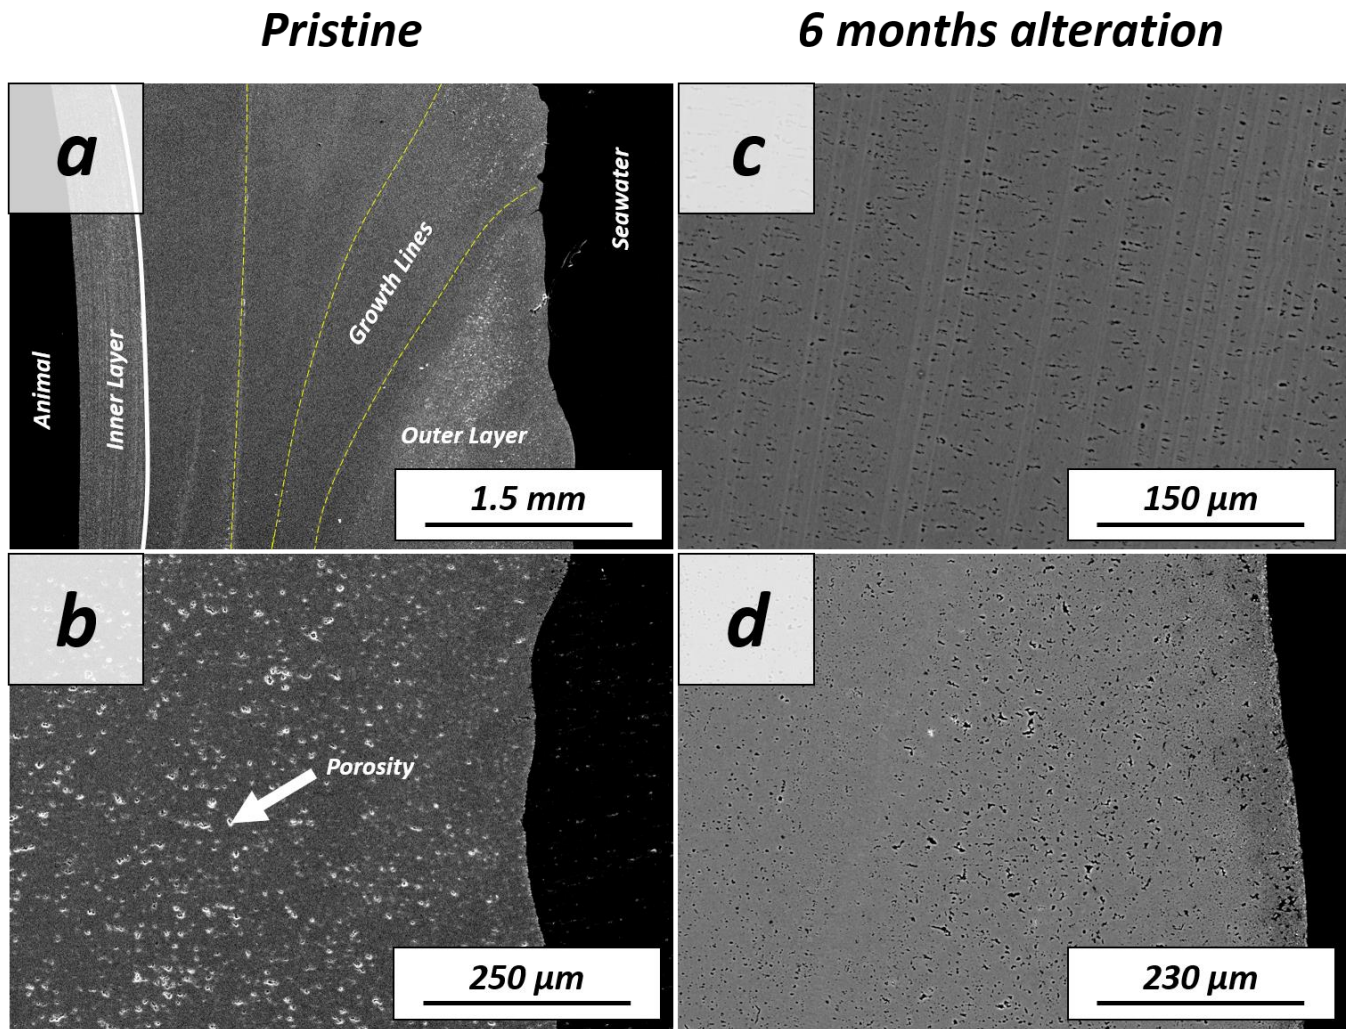 Pristine
6 months alteration
a
Animal
Inner Layer
Growth Lines
Outer Layer
Seawater
1.5 mm
c
150 µm
b
Porosity
250 µm
d
230 µm